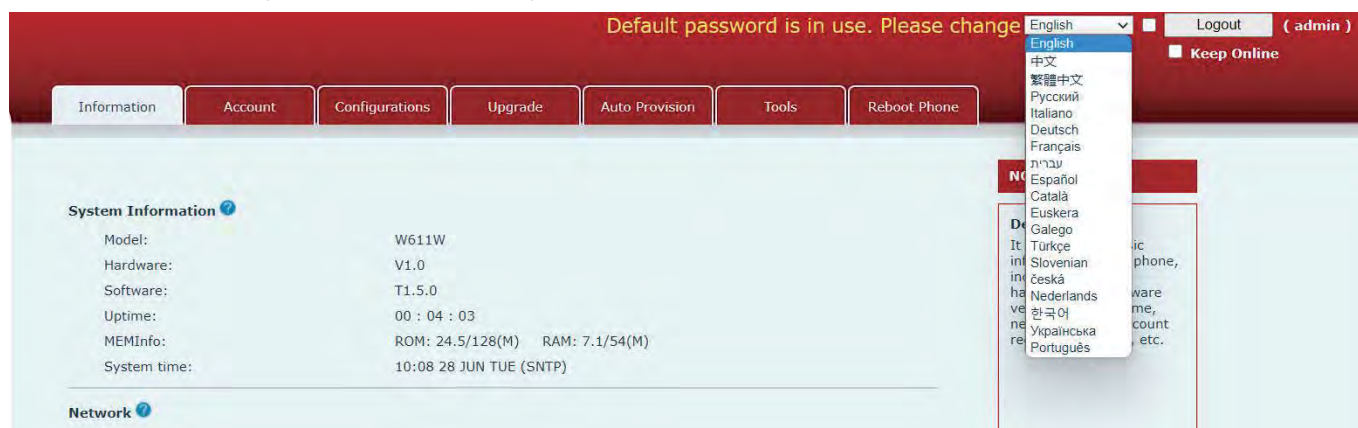 Default password is in use. Please change English Logout ( admin )
Keep Online
English
中文
繁體中文
Русский
Italiano
Deutsch
Français
עברית
Español
Català
Euskera
Galego
Türkçe
Slovenian
česká
Nederlands
한국어
Українська
Português
Information Account Configurations Upgrade Auto Provision Tools Reboot Phone
System Information
Model: W611W
Hardware: V1.0
Software: T1.5.0
Uptime: 00 : 04 : 03
MEMInfo: ROM: 24.5/128(M) RAM: 7.1/54(M)
System time: 10:08 28 JUN TUE (SNTP)
Network
It phone,
etc.